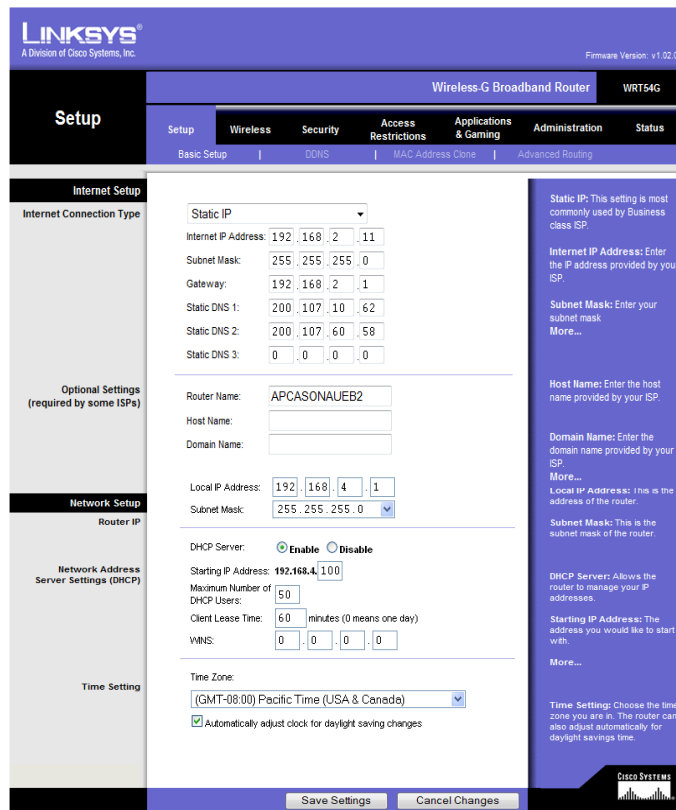 LINKSYS®
A Division of Cisco Systems, Inc.
Firmware Version: v1.02.0
Wireless-G Broadband Router WRT54G
Setup
Setup Wireless Security Access Restrictions Applications & Gaming Administration Status
Basic Setup | DDNS | MAC Address Clone | Advanced Routing
Internet Setup
Internet Connection Type
Static IP
Internet IP Address: 192 . 168 . 2 . 11
Subnet Mask: 255 . 255 . 255 . 0
Gateway: 192 . 168 . 2 . 1
Static DNS 1: 200 . 107 . 10 . 62
Static DNS 2: 200 . 107 . 60 . 58
Static DNS 3: 0 . 0 . 0 . 0
Optional Settings
(required by some ISPs)
Router Name: APCASONAUEB2
Host Name:
Domain Name:
Network Setup
Router IP
Local IP Address: 192 . 168 . 4 . 1
Subnet Mask: 255.255.255.0
Network Address
Server Settings (DHCP)
DHCP Server: Enable Disable
Starting IP Address: 192.168.4. 100
Maximum Number of
DHCP Users: 50
Client Lease Time: 60 minutes (0 means one day)
WINS: 0 . 0 . 0 . 0
Time Setting
Time Zone:
(GMT-08:00) Pacific Time (USA & Canada)
Automatically adjust clock for daylight saving changes
Static IP: This setting is most
commonly used by Business
class ISP.
Internet IP Address: Enter
the IP address provided by you
ISP.
Subnet Mask: Enter your
subnet mask
More...
Host Name: Enter the host
name provided by your ISP.
Domain Name: Enter the
domain name provided by your
ISP.
More...
Local IP Address: This is the
address of the router.
Subnet Mask: This is the
subnet mask of the router.
DHCP Server: Allows the
router to manage your IP
addresses.
Starting IP Address: The
address you would like to start
with.
More...
Time Setting: Choose the time
zone you are in. The router can
also adjust automatically for
daylight savings time.
Save Settings Cancel Changes
CISCO SYSTEMS